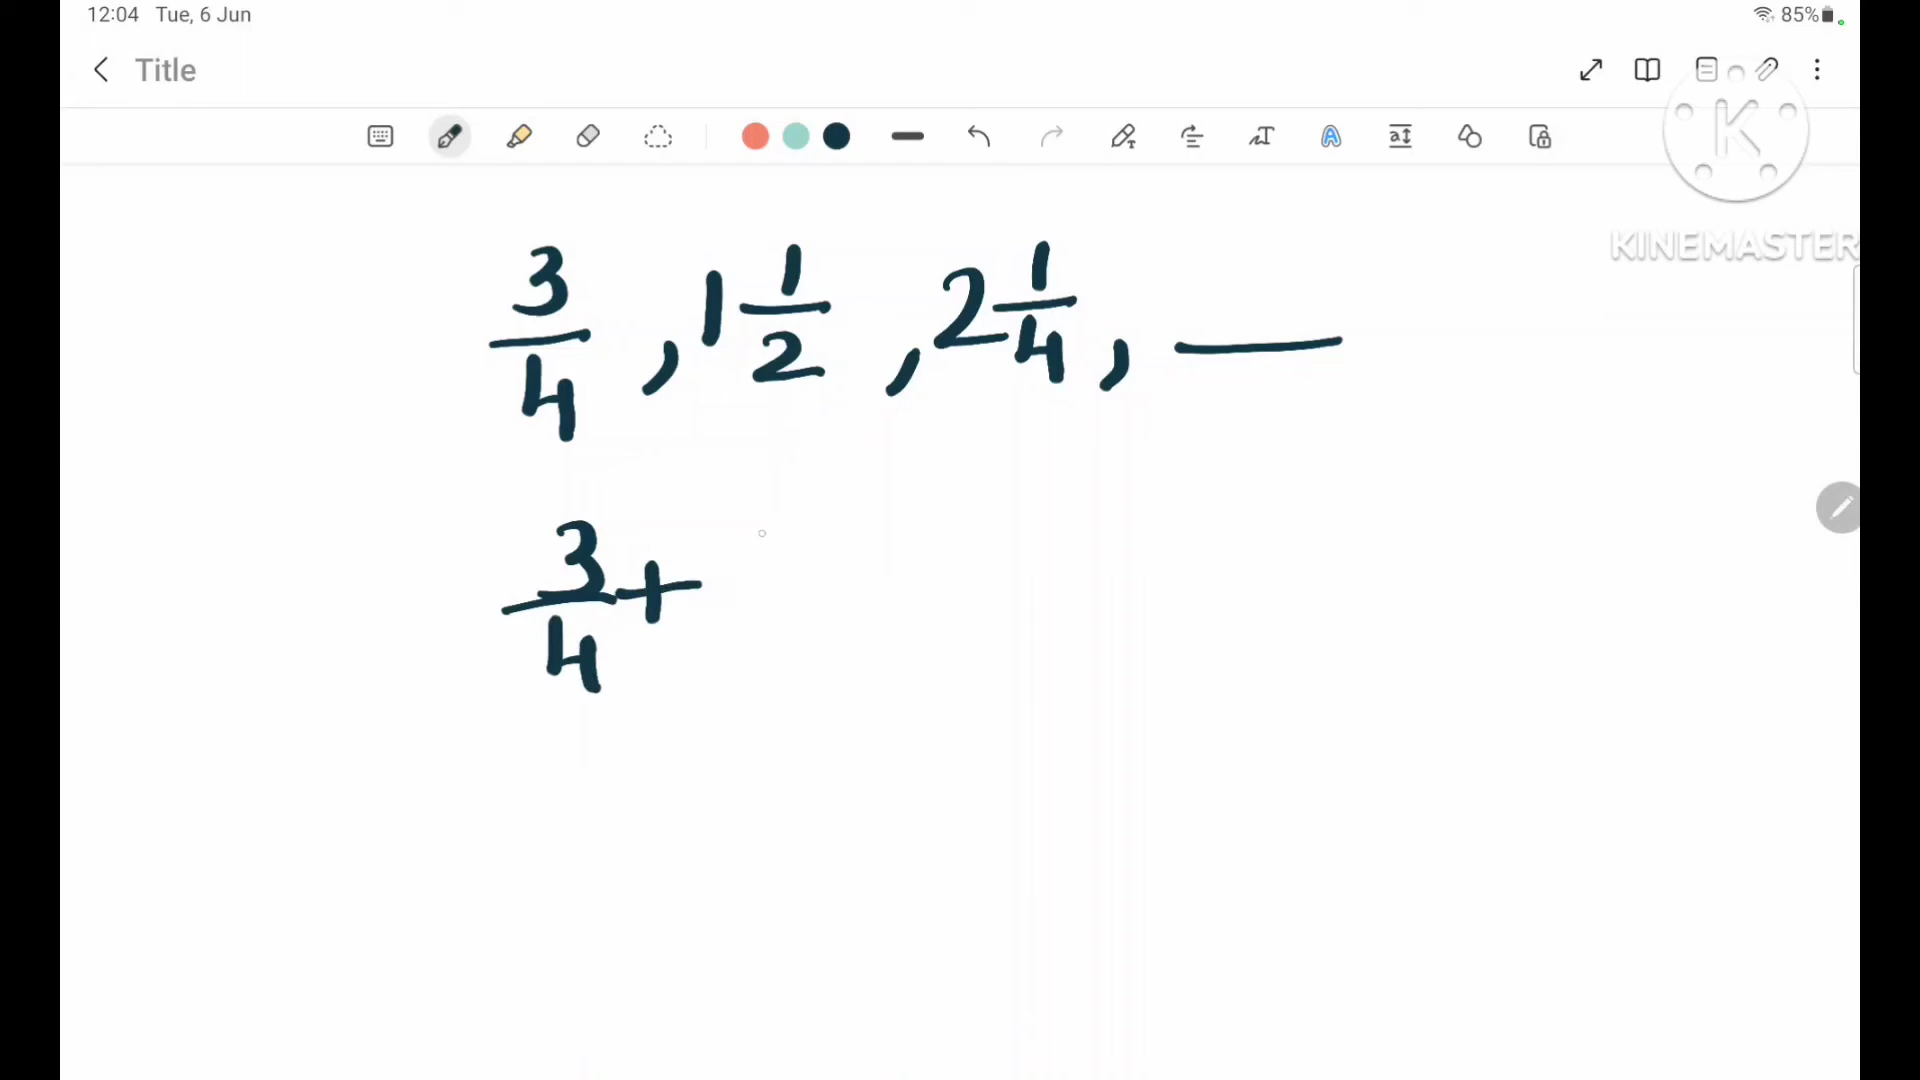 12:04 Tue, 6 Jun 85%
Title
K
KINEMASTER
3/4, 1 1/2, 2 1/4, ___
3/4 +